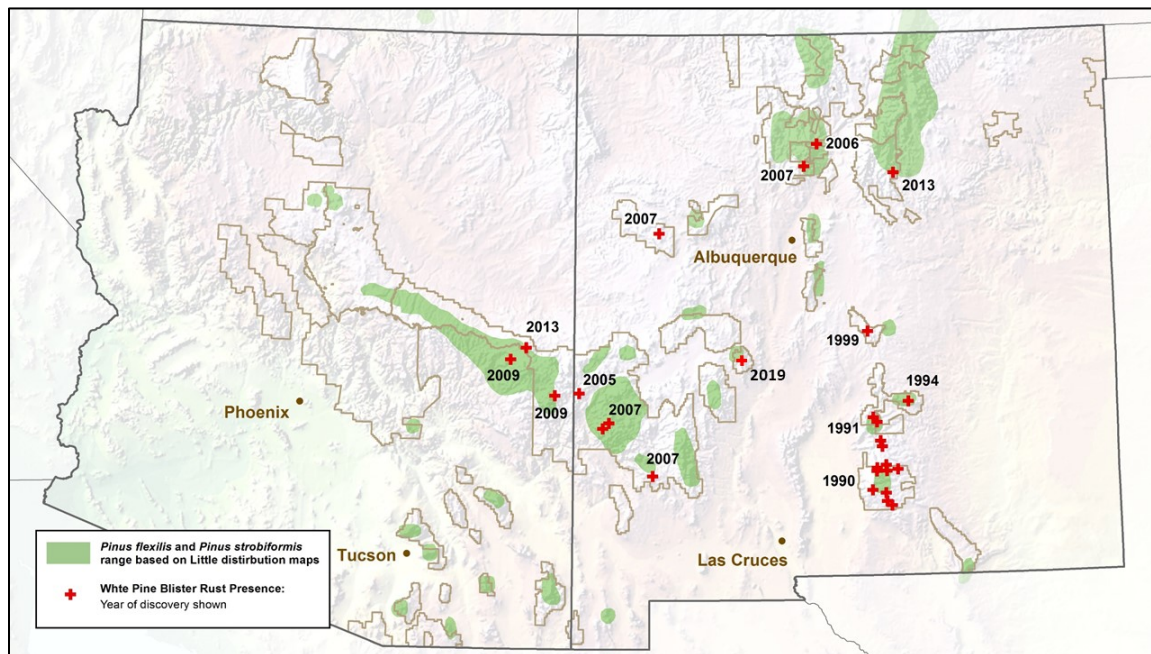 2006
2007
2013
2007
Albuquerque
2013
1999
2009
2005
2019
1994
2009
Phoenix
2007
1991
2007
1990
Tucson
Las Cruces
Pinus flexilis and Pinus strobiformis
range based on Little distirbution maps
Whte Pine Blister Rust Presence:
Year of discovery shown